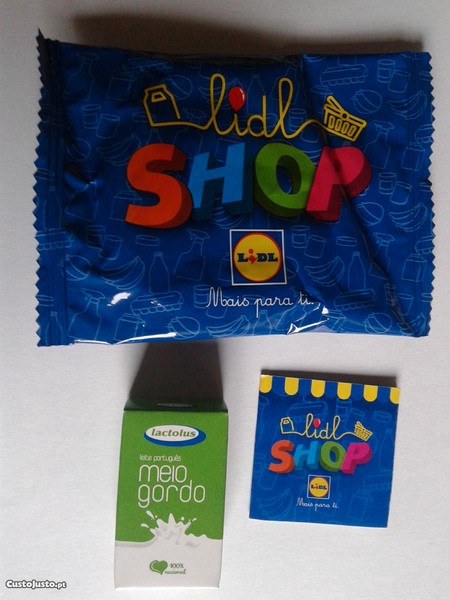 lidl
SHOP
LiDL
Mais para ti.
lactolus
leite português
meio
gordo
100%
nacional
lidl
SHOP
LiDL
Mais para ti.
CustoJusto.pt